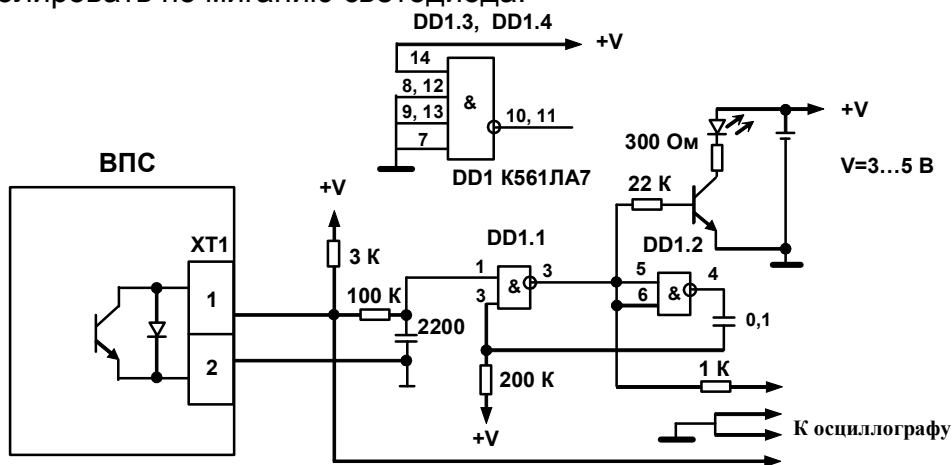 DD1.3, DD1.4
+V
14
8, 12
9, 13
7
&
10, 11
DD1 К561ЛА7
+V
300 Ом
V=3...5 В
22 К
ВПС
+V
ХТ1
3 К
DD1.1
DD1.2
1
100 К
1
3
&
3
5
6
&
4
2200
0,1
2
200 К
1 К
+V
К осциллографу